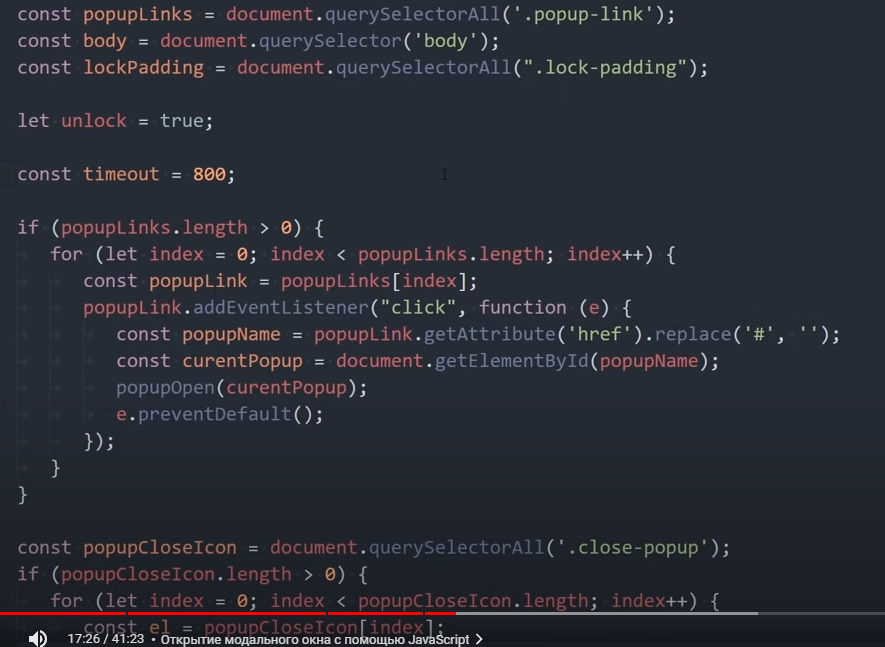 const popupLinks = document.querySelectorAll('.popup-link');
const body = document.querySelector('body');
const lockPadding = document.querySelectorAll(".lock-padding");
let unlock = true;
const timeout = 800;
if (popupLinks.length > 0) {
for (let index = 0; index < popupLinks.length; index++) {
const popupLink = popupLinks[index];
popupLink.addEventListener("click", function (e) {
const popupName = popupLink.getAttribute('href').replace('#', '');
const curentPopup = document.getElementById(popupName);
popupOpen(curentPopup);
e.preventDefault();
});
}
}
const popupCloseIcon = document.querySelectorAll('.close-popup');
if (popupCloseIcon.length > 0) {
for (let index = 0; index < popupCloseIcon.length; index++) {
const el = popupCloseIcon[index];
17:26 / 41:23 • Открытие модального окна с помощью JavaScript >